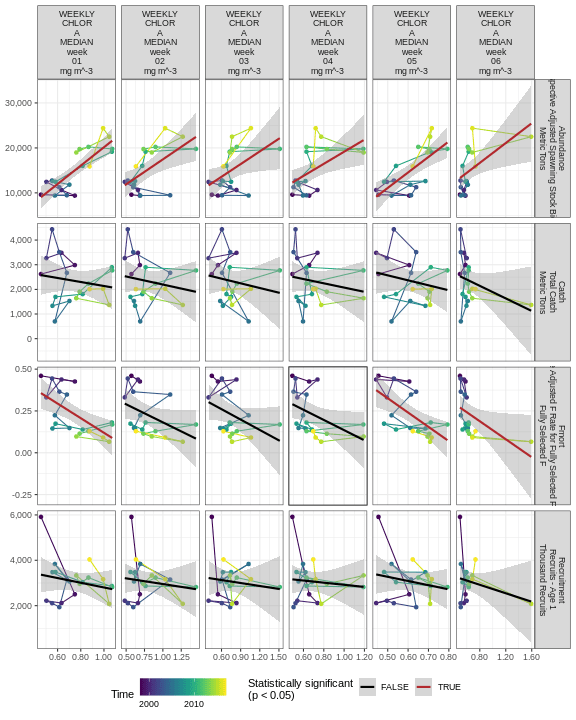 WEEKLY WEEKLY WEEKLY WEEKLY WEEKLY WEEKLY
CHLOR CHLOR CHLOR CHLOR CHLOR CHLOR
A A A A A A
MEDIAN MEDIAN MEDIAN MEDIAN MEDIAN MEDIAN
week week week week week week
01 02 03 04 05 06
mg m^-3 mg m^-3 mg m^-3 mg m^-3 mg m^-3 mg m^-3
30,000
20,000
10,000
Abundance
Adjusted Spawning Stock
Metric Tons
4,000
3,000
2,000
1,000
0
Catch
Total Catch
Metric Tons
0.50
0.25
0.00
-0.25
Fmort
Adjusted F Rate for Fully Selected
Fully Selected F
6,000
4,000
2,000
Recruitment
Recruits - Age 1
Thousand Recruits
0.60 0.80 1.00 0.50 0.75 1.00 1.25 0.60 0.90 1.20 1.50 0.60 0.80 1.00 1.20 0.50 0.60 0.70 0.80 0.80 1.20 1.60
Time
2000 2010
Statistically significant
(p < 0.05)
FALSE TRUE